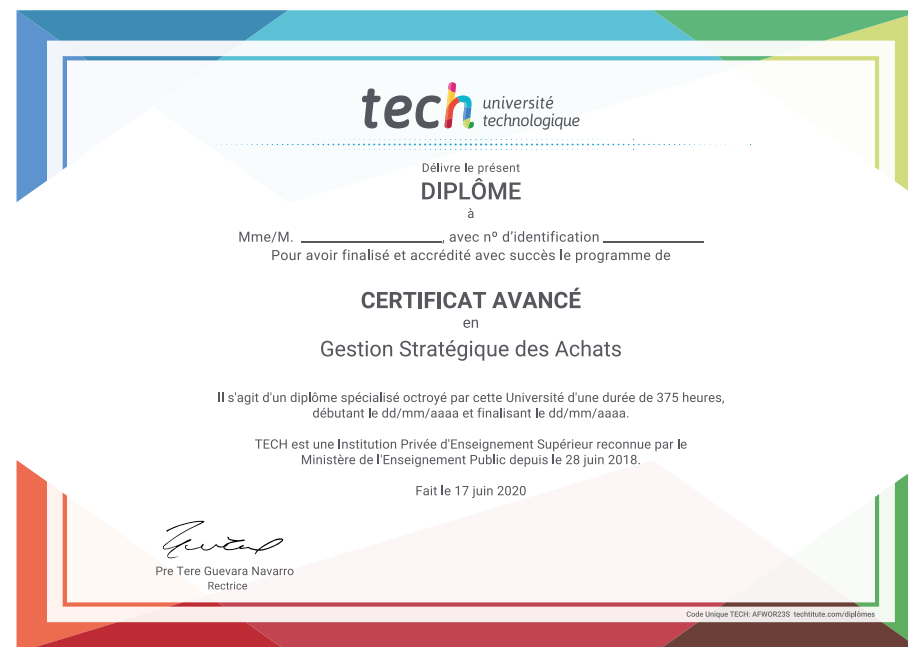 tech université
technologique
Délivre le présent
DIPLÔME
à
Mme/M. ____________________, avec nº d'identification ______________
Pour avoir finalisé et accrédité avec succès le programme de
CERTIFICAT AVANCÉ
en
Gestion Stratégique des Achats
Il s'agit d'un diplôme spécialisé octroyé par cette Université d'une durée de 375 heures,
débutant le dd/mm/aaaa et finalisant le dd/mm/aaaa.
TECH est une Institution Privée d'Enseignement Supérieur reconnue par le
Ministère de l'Enseignement Public depuis le 28 juin 2018.
Fait le 17 juin 2020
Pre Tere Guevara Navarro
Rectrice
Code Unique TECH: AFWOR23S techtitute.com/diplômes